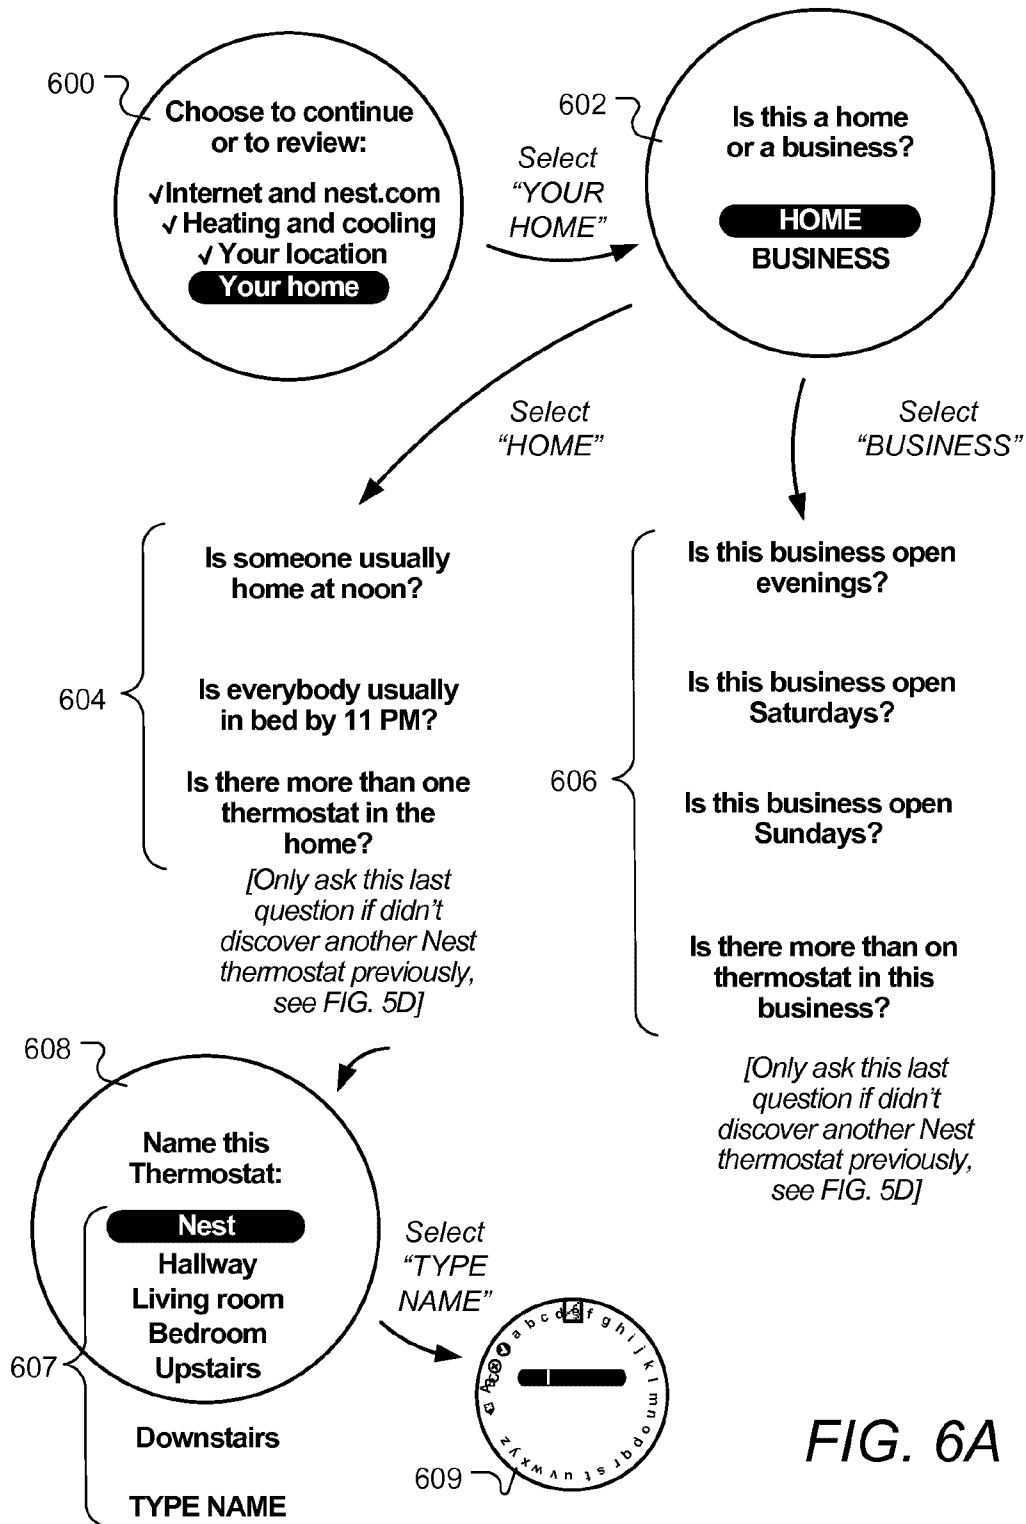 600
Choose to continue
or to review:
✓Internet and nest.com
✓Heating and cooling
✓Your location
Your home
Select
“YOUR
HOME”
602
Is this a home
or a business?
HOME
BUSINESS
Select
“HOME”
Select
“BUSINESS”
604
Is someone usually
home at noon?
Is everybody usually
in bed by 11 PM?
Is there more than one
thermostat in the
home?
[Only ask this last
question if didn’t
discover another Nest
thermostat previously,
see FIG. 5D]
606
Is this business open
evenings?
Is this business open
Saturdays?
Is this business open
Sundays?
Is there more than on
thermostat in this
business?
[Only ask this last
question if didn’t
discover another Nest
thermostat previously,
see FIG. 5D]
608
Name this
Thermostat:
607
Nest
Hallway
Living room
Bedroom
Upstairs
Downstairs
TYPE NAME
Select
“TYPE
NAME”
609
a b c d e f g h i j k l m n o p q r s t u v w x y z
FIG. 6A